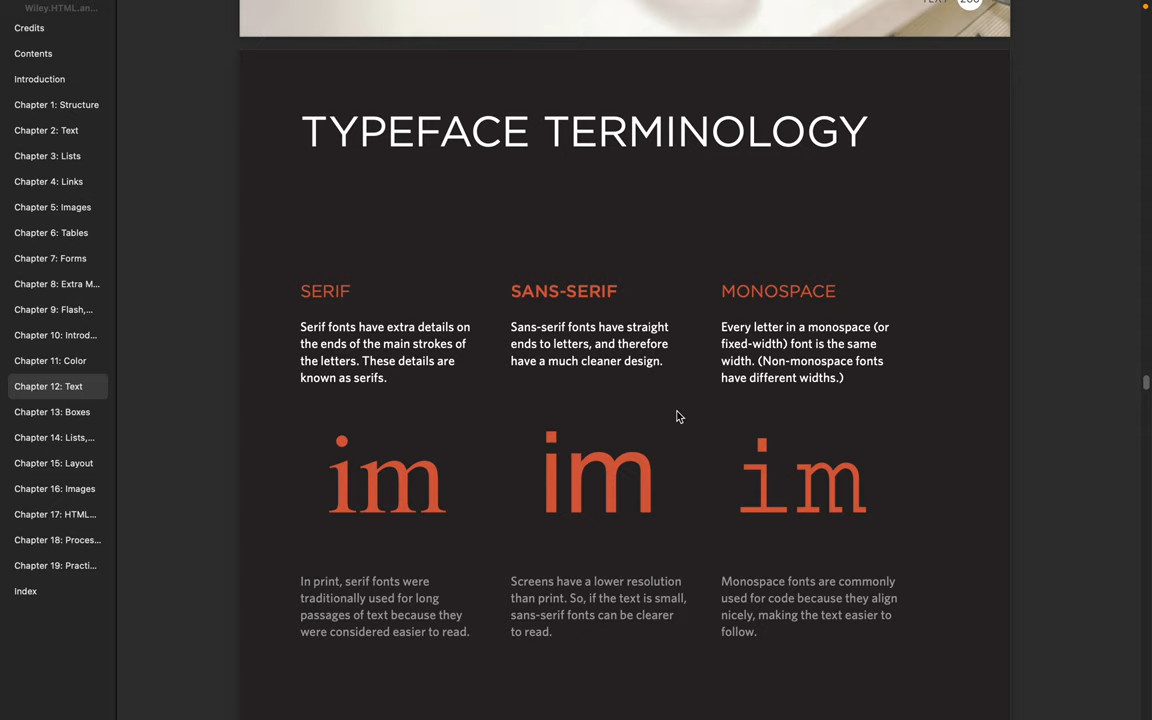 Wiley.HTML.an...
Credits
Contents
Introduction
Chapter 1: Structure
Chapter 2: Text
Chapter 3: Lists
Chapter 4: Links
Chapter 5: Images
Chapter 6: Tables
Chapter 7: Forms
Chapter 8: Extra M...
Chapter 9: Flash,...
Chapter 10: Introd...
Chapter 11: Color
Chapter 12: Text
Chapter 13: Boxes
Chapter 14: Lists,...
Chapter 15: Layout
Chapter 16: Images
Chapter 17: HTML...
Chapter 18: Proces...
Chapter 19: Practi...
Index
TYPEFACE TERMINOLOGY
SERIF
Serif fonts have extra details on
the ends of the main strokes of
the letters. These details are
known as serifs.
im
In print, serif fonts were
traditionally used for long
passages of text because they
were considered easier to read.
SANS-SERIF
Sans-serif fonts have straight
ends to letters, and therefore
have a much cleaner design.
im
Screens have a lower resolution
than print. So, if the text is small,
sans-serif fonts can be clearer
to read.
MONOSPACE
Every letter in a monospace (or
fixed-width) font is the same
width. (Non-monospace fonts
have different widths.)
im
Monospace fonts are commonly
used for code because they align
nicely, making the text easier to
follow.